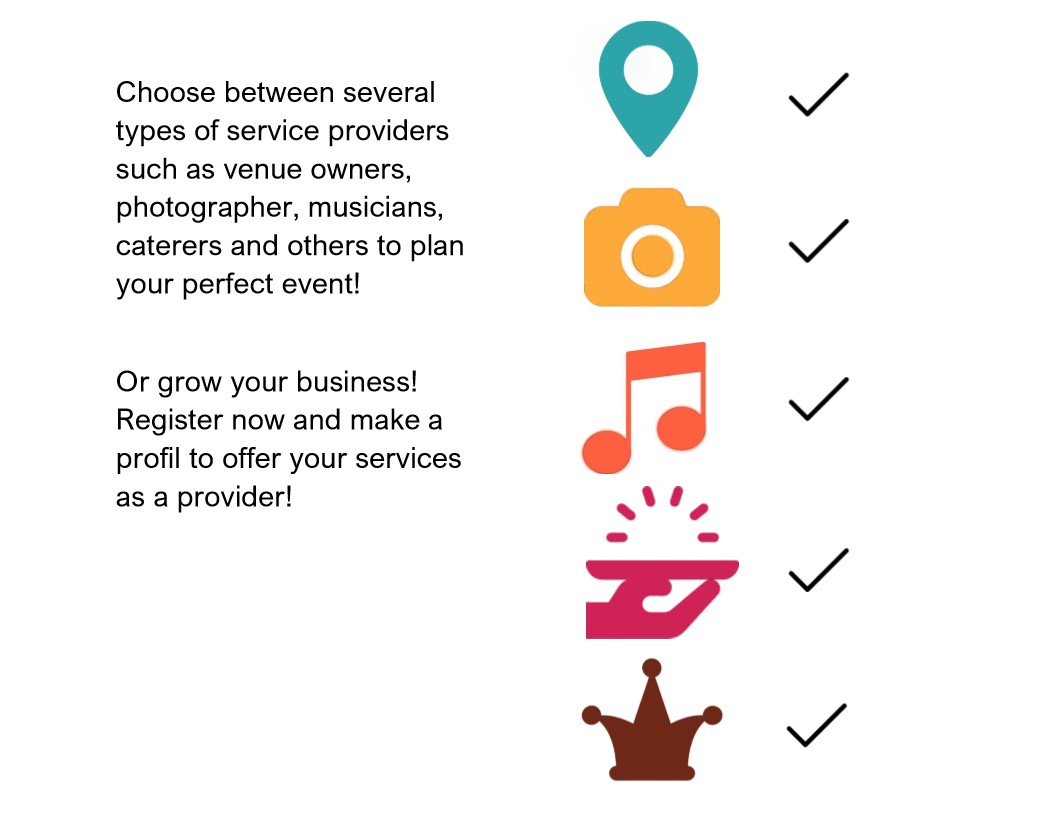 Choose between several
types of service providers
such as venue owners,
photographer, musicians,
caterers and others to plan
your perfect event!
Or grow your business!
Register now and make a
profil to offer your services
as a provider!